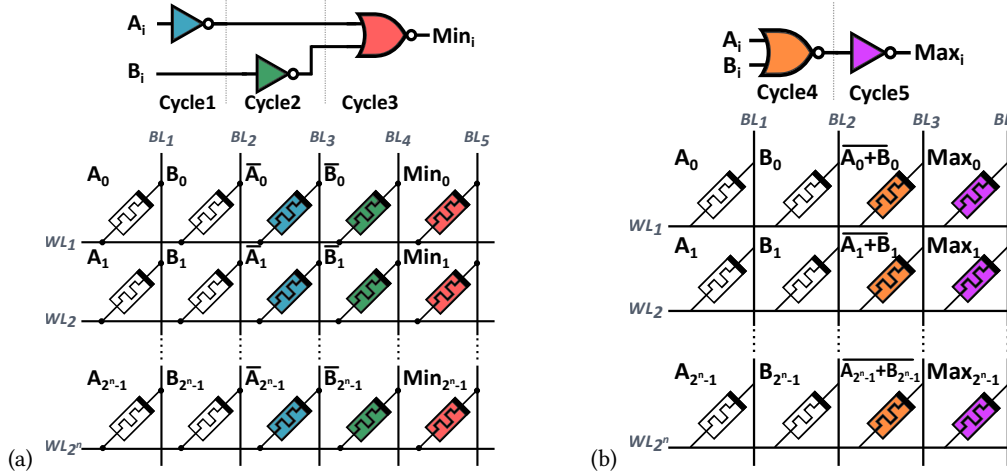 A_i
Min_i
B_i
Cycle1 Cycle2 Cycle3
BL_1 BL_2 BL_3 BL_4 BL_5
A_0 B_0 A̅_0 B̅_0 Min_0
WL_1
A_1 B_1 A̅_1 B̅_1 Min_1
WL_2
A_{2^n-1} B_{2^n-1} A̅_{2^n-1} B̅_{2^n-1} Min_{2^n-1}
WL_{2^n}
(a)
A_i
B_i
Max_i
Cycle4 Cycle5
BL_1 BL_2 BL_3
A_0 B_0 \overline{A_0+B_0} Max_0
WL_1
A_1 B_1 \overline{A_1+B_1} Max_1
WL_2
A_{2^n-1} B_{2^n-1} \overline{A_{2^n-1}+B_{2^n-1}} Max_{2^n-1}
WL_{2^n}
(b)